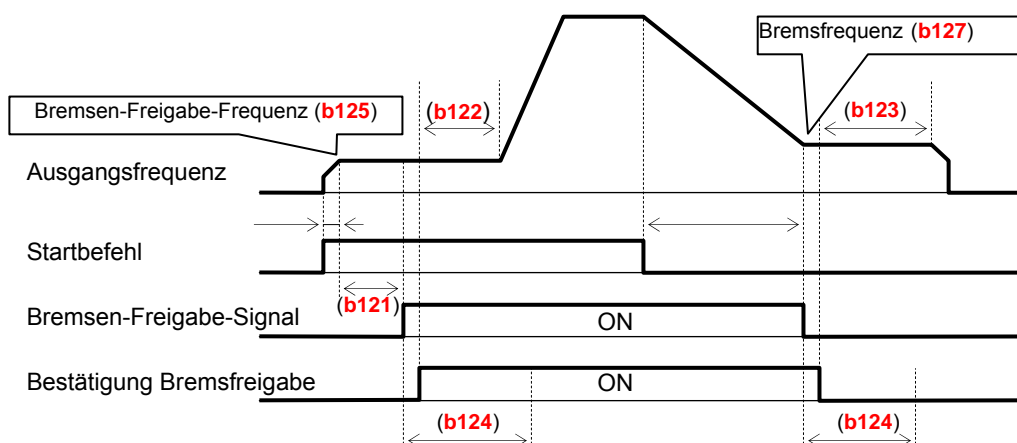 Bremsfrequenz (b127)
Bremsen-Freigabe-Frequenz (b125)
(b122)
(b123)
Ausgangsfrequenz
Startbefehl
(b121)
Bremsen-Freigabe-Signal
ON
Bestätigung Bremsfreigabe
ON
(b124)
(b124)